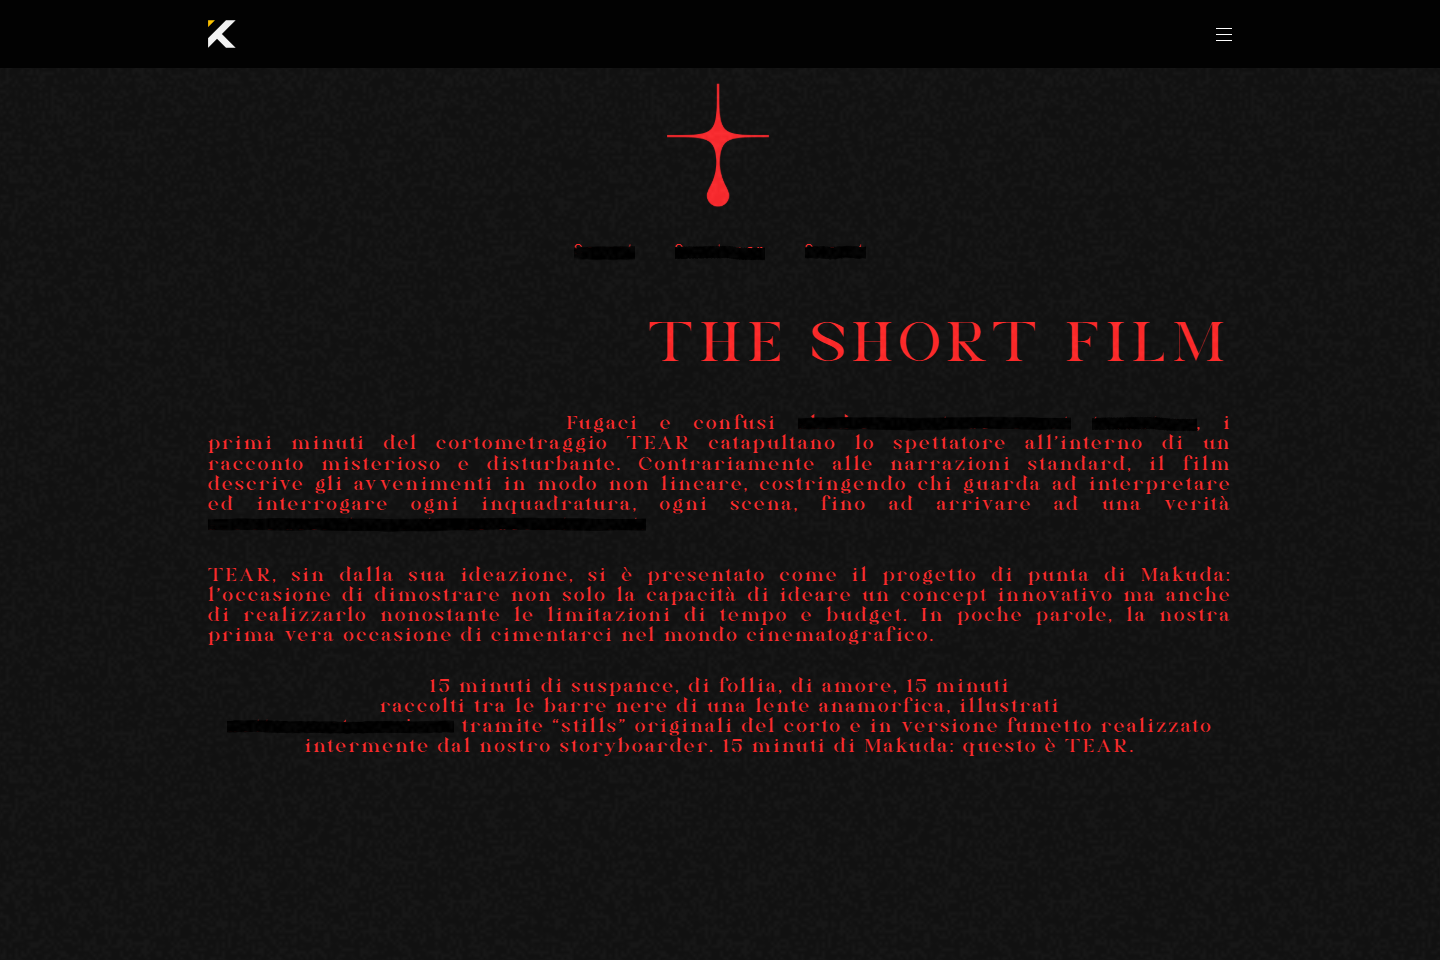 THE SHORT FILM
Fugaci e confusi , i
primi minuti del cortometraggio TEAR catapultano lo spettatore all'interno di un
racconto misterioso e disturbante. Contrariamente alle narrazioni standard, il film
descrive gli avvenimenti in modo non lineare, costringendo chi guarda ad interpretare
ed interrogare ogni inquadratura, ogni scena, fino ad arrivare ad una verità
TEAR, sin dalla sua ideazione, si è presentato come il progetto di punta di Makuda:
l'occasione di dimostrare non solo la capacità di ideare un concept innovativo ma anche
di realizzarlo nonostante le limitazioni di tempo e budget. In poche parole, la nostra
prima vera occasione di cimentarci nel mondo cinematografico.
15 minuti di suspance, di follia, di amore, 15 minuti
raccolti tra le barre nere di una lente anamorfica, illustrati
tramite “stills” originali del corto e in versione fumetto realizzato
intermente dal nostro storyboarder. 15 minuti di Makuda: questo è TEAR.